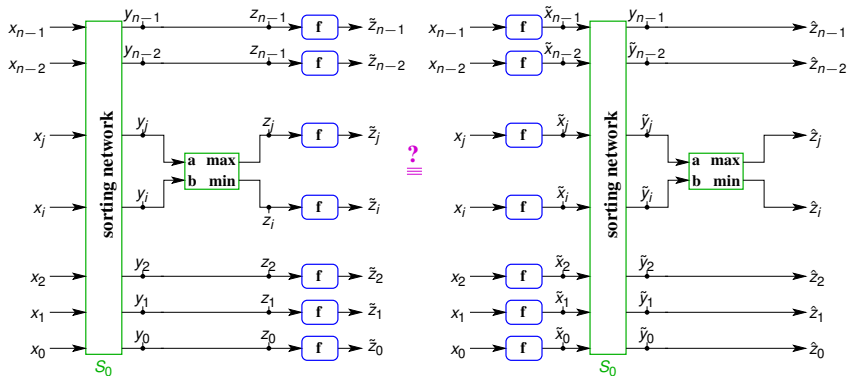 x_{n−1} y_{n−1} z_{n−1} f z̃_{n−1} x_{n−1} f x̃_{n−1} y_{n−1} ẑ_{n−1}
x_{n−2} y_{n−2} z_{n−2} f z̃_{n−2} x_{n−2} f x̃_{n−2} ỹ_{n−2} ẑ_{n−2}
x_j y_j z_j f z̃_j x_j f x̃_j ỹ_j ẑ_j
sorting network
a max
b min
?
≡
sorting network
a max
b min
x_i y_i z_i f z̃_i x_i f x̃_i ỹ_i ẑ_i
x_2 y_2 z_2 f z̃_2 x_2 f x̃_2 ỹ_2 ẑ_2
x_1 y_1 z_1 f z̃_1 x_1 f x̃_1 ỹ_1 ẑ_1
x_0 y_0 z_0 f z̃_0 x_0 f x̃_0 ỹ_0 ẑ_0
S_0 S_0